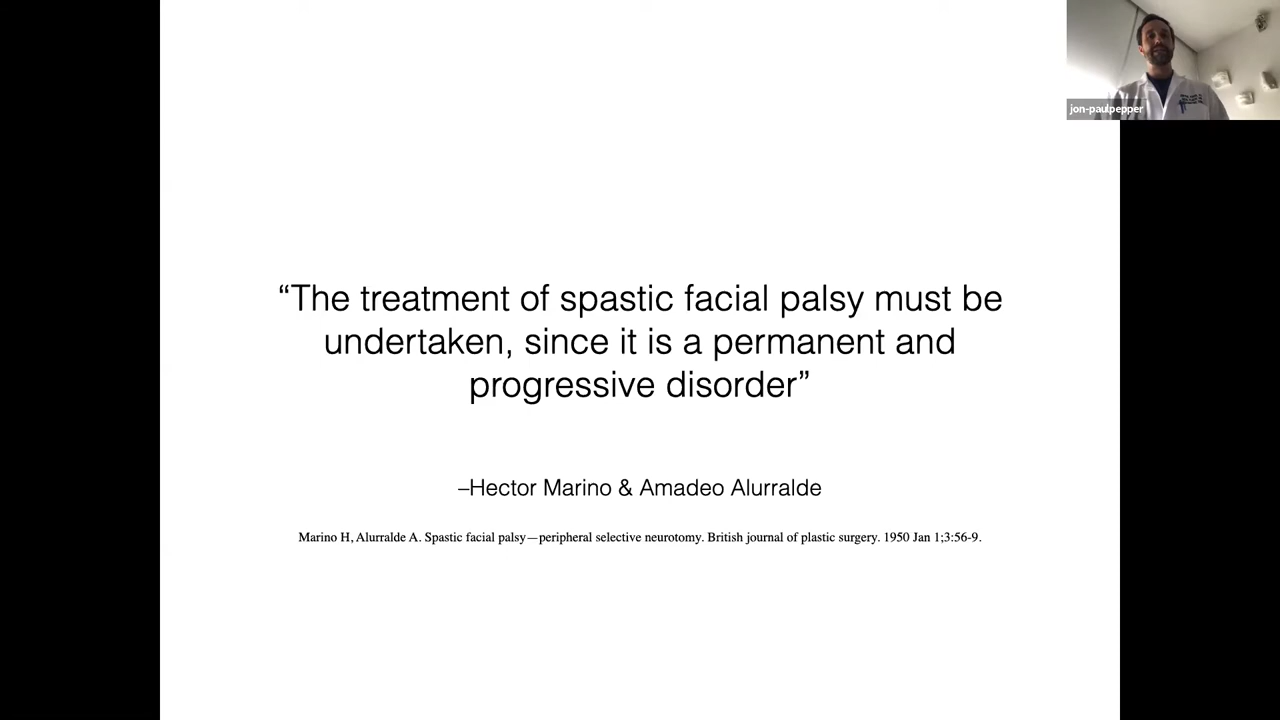 jon-paulpepper
“The treatment of spastic facial palsy must be
undertaken, since it is a permanent and
progressive disorder”
–Hector Marino & Amadeo Alurralde
Marino H, Alurralde A. Spastic facial palsy—peripheral selective neurotomy. British journal of plastic surgery. 1950 Jan 1;3:56-9.